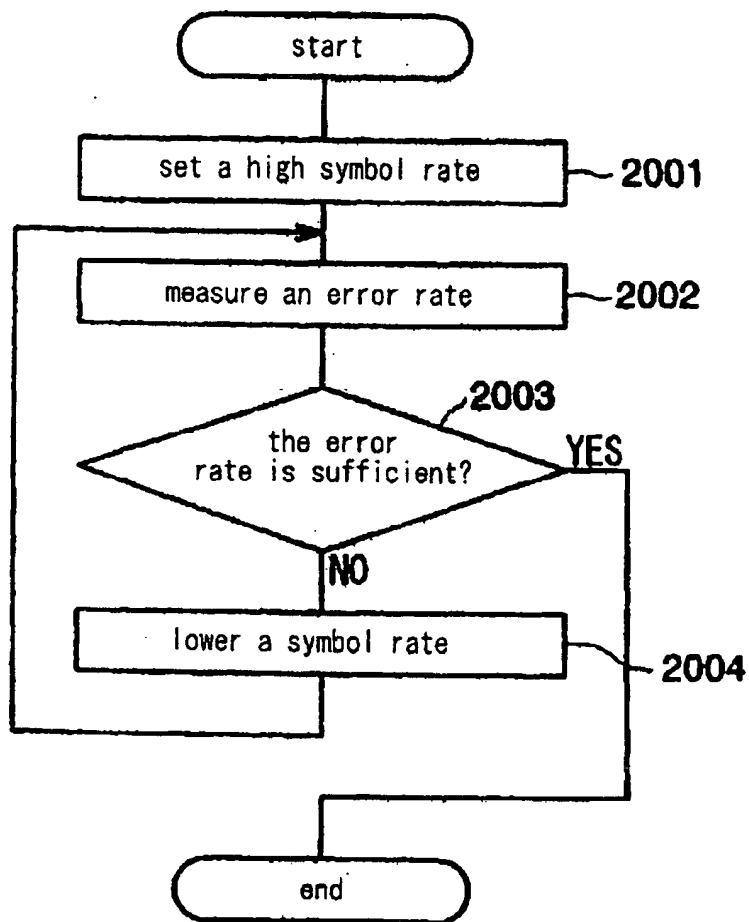 start
set a high symbol rate
2001
measure an error rate
2002
2003
the error
rate is sufficient?
YES
NO
lower a symbol rate
2004
end